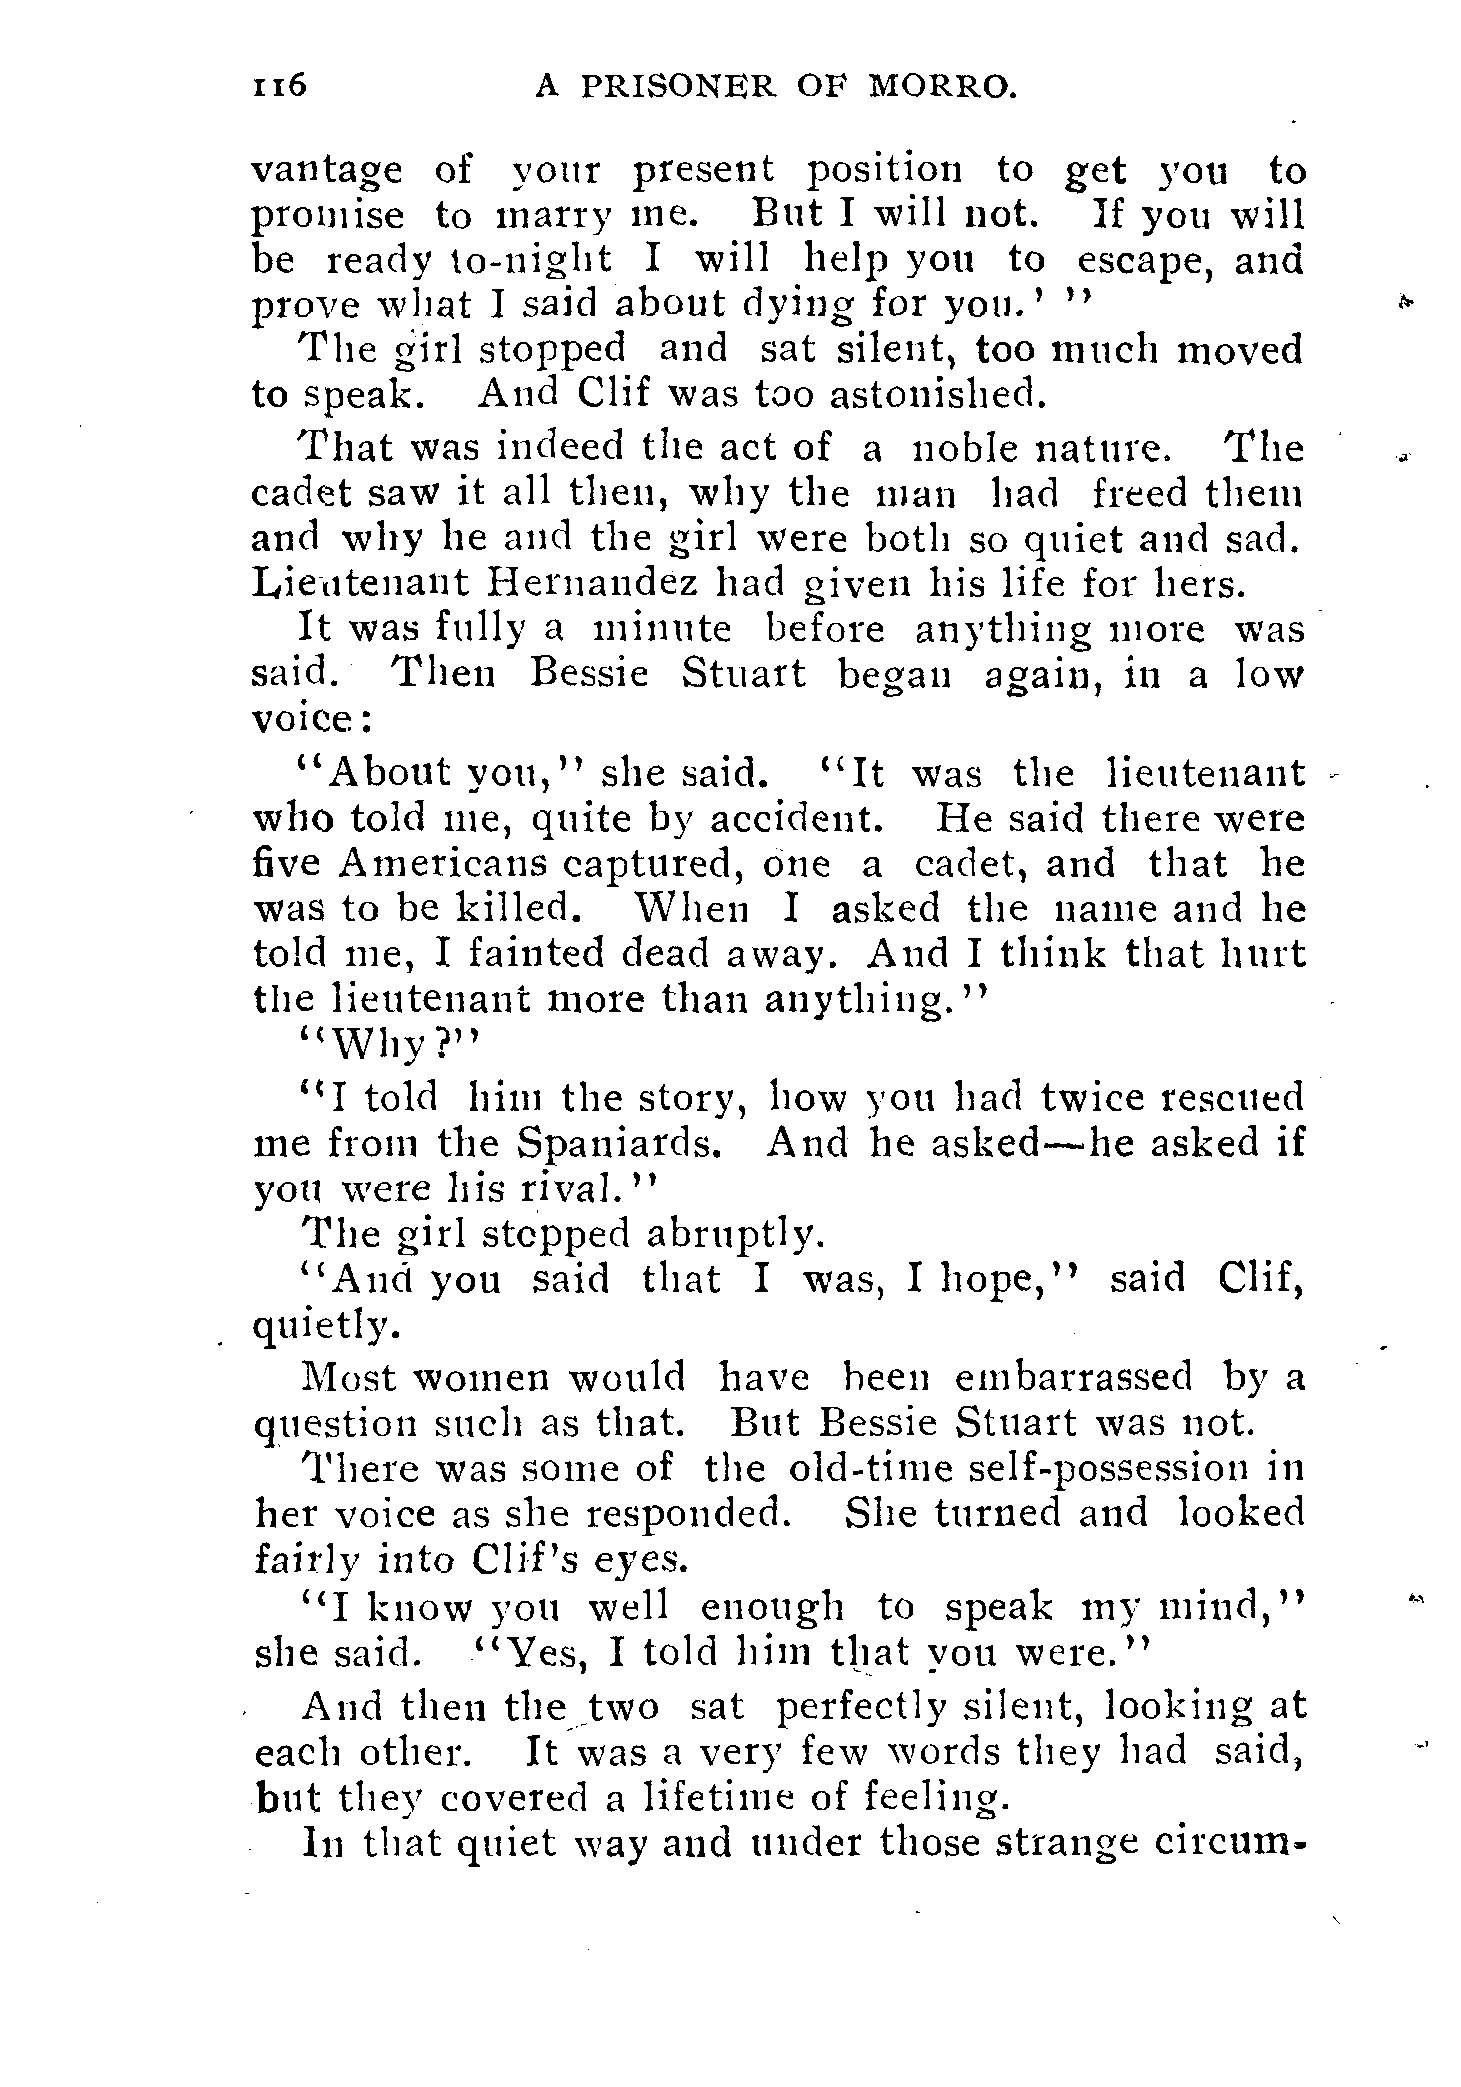 116 A PRISONER OF MORRO.
vantage of your present position to get you to
promise to marry me. But I will not. If you will
be ready to-night I will help you to escape, and
prove what I said about dying for you.' "
The girl stopped and sat silent, too much moved
to speak. And Clif was too astonished.
That was indeed the act of a noble nature. The
cadet saw it all then, why the man had freed them
and why he and the girl were both so quiet and sad.
Lieutenant Hernandez had given his life for hers.
It was fully a minute before anything more was
said. Then Bessie Stuart began again, in a low
voice:
"About you," she said. "It was the lieutenant
who told me, quite by accident. He said there were
five Americans captured, one a cadet, and that he
was to be killed. When I asked the name and he
told me, I fainted dead away. And I think that hurt
the lieutenant more than anything."
"Why?"
"I told him the story, how you had twice rescued
me from the Spaniards. And he asked—he asked if
you were his rival."
The girl stopped abruptly.
"And you said that I was, I hope," said Clif,
quietly.
Most women would have been embarrassed by a
question such as that. But Bessie Stuart was not.
There was some of the old-time self-possession in
her voice as she responded. She turned and looked
fairly into Clif's eyes.
"I know you well enough to speak my mind,"
she said. "Yes, I told him that you were."
And then the two sat perfectly silent, looking at
each other. It was a very few words they had said,
but they covered a lifetime of feeling.
In that quiet way and under those strange circum-